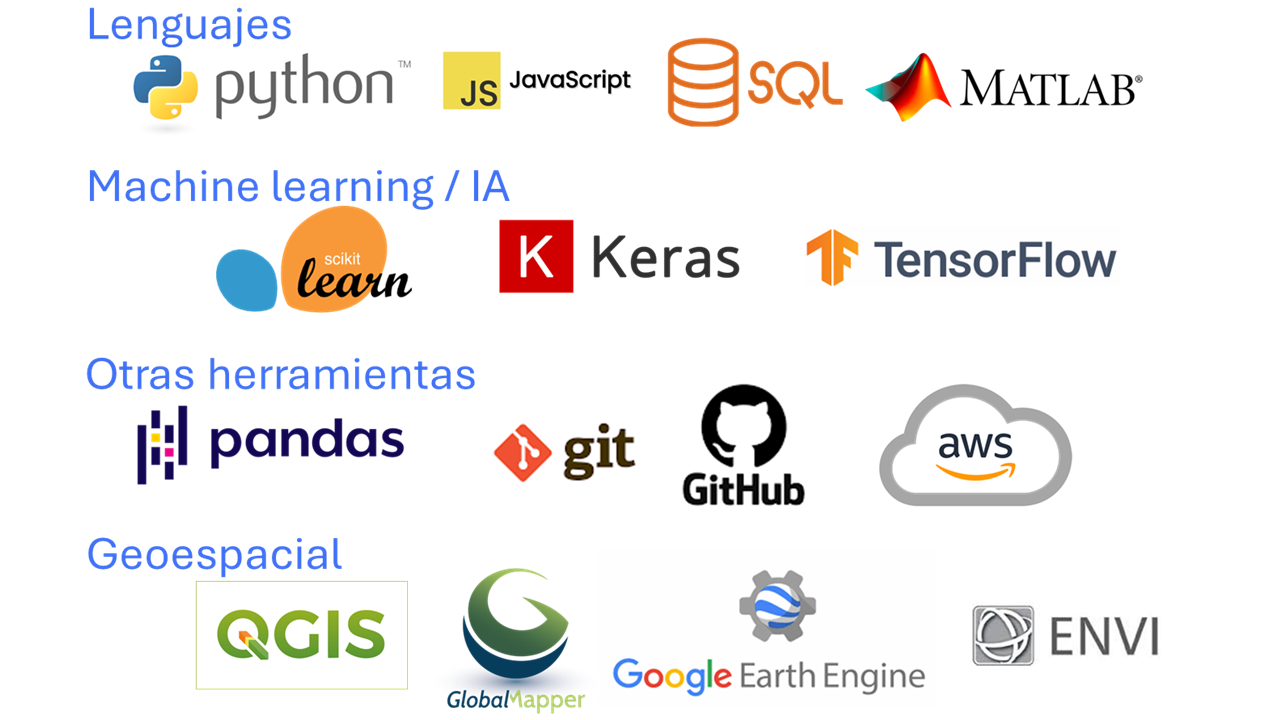 Lenguajes
python™ JS JavaScript SQL MATLAB®
Machine learning / IA
scikit
learn K Keras TensorFlow
Otras herramientas
pandas git GitHub aws
Geoespacial
QGIS GlobalMapper Google Earth Engine ENVI